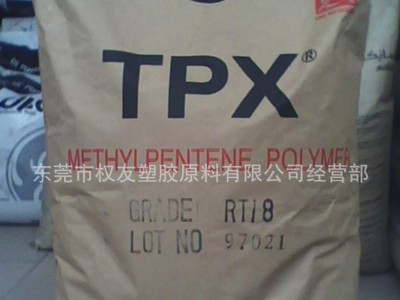 TPX®
METHYLPENTENE POLYMER
东莞市权友塑胶原料有限公司经营部
GRADE: RT18
LOT NO 97021